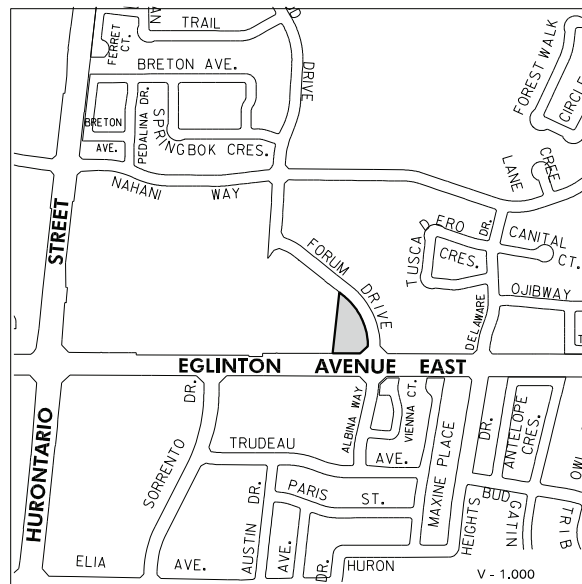 TRAIL
FERRET CT.
DRIVE
FOREST WALK
CIRCLE
BRETON AVE.
BRETON AVE.
PEDALINA DR.
SPRINGBOK CRES.
NAHANI WAY
CREE LANE
STREET
FORUM DRIVE
TUSCADERO
CRES.
DR.
DELAWARE
CANITAL CT.
OJIBWAY
EGLINTON AVENUE EAST
HURONTARIO
SORRENTO
DR.
TRUDEAU
AVE.
ALBINA WAY
VIENNA CT.
MAXINE PLACE
DR.
ANTELOPE CRES.
PARIS ST.
AUSTIN DR.
AVE.
DR.
HEIGHTS
BUD
GATIN
TRIB
ELIA AVE.
HURON
V - 1.000